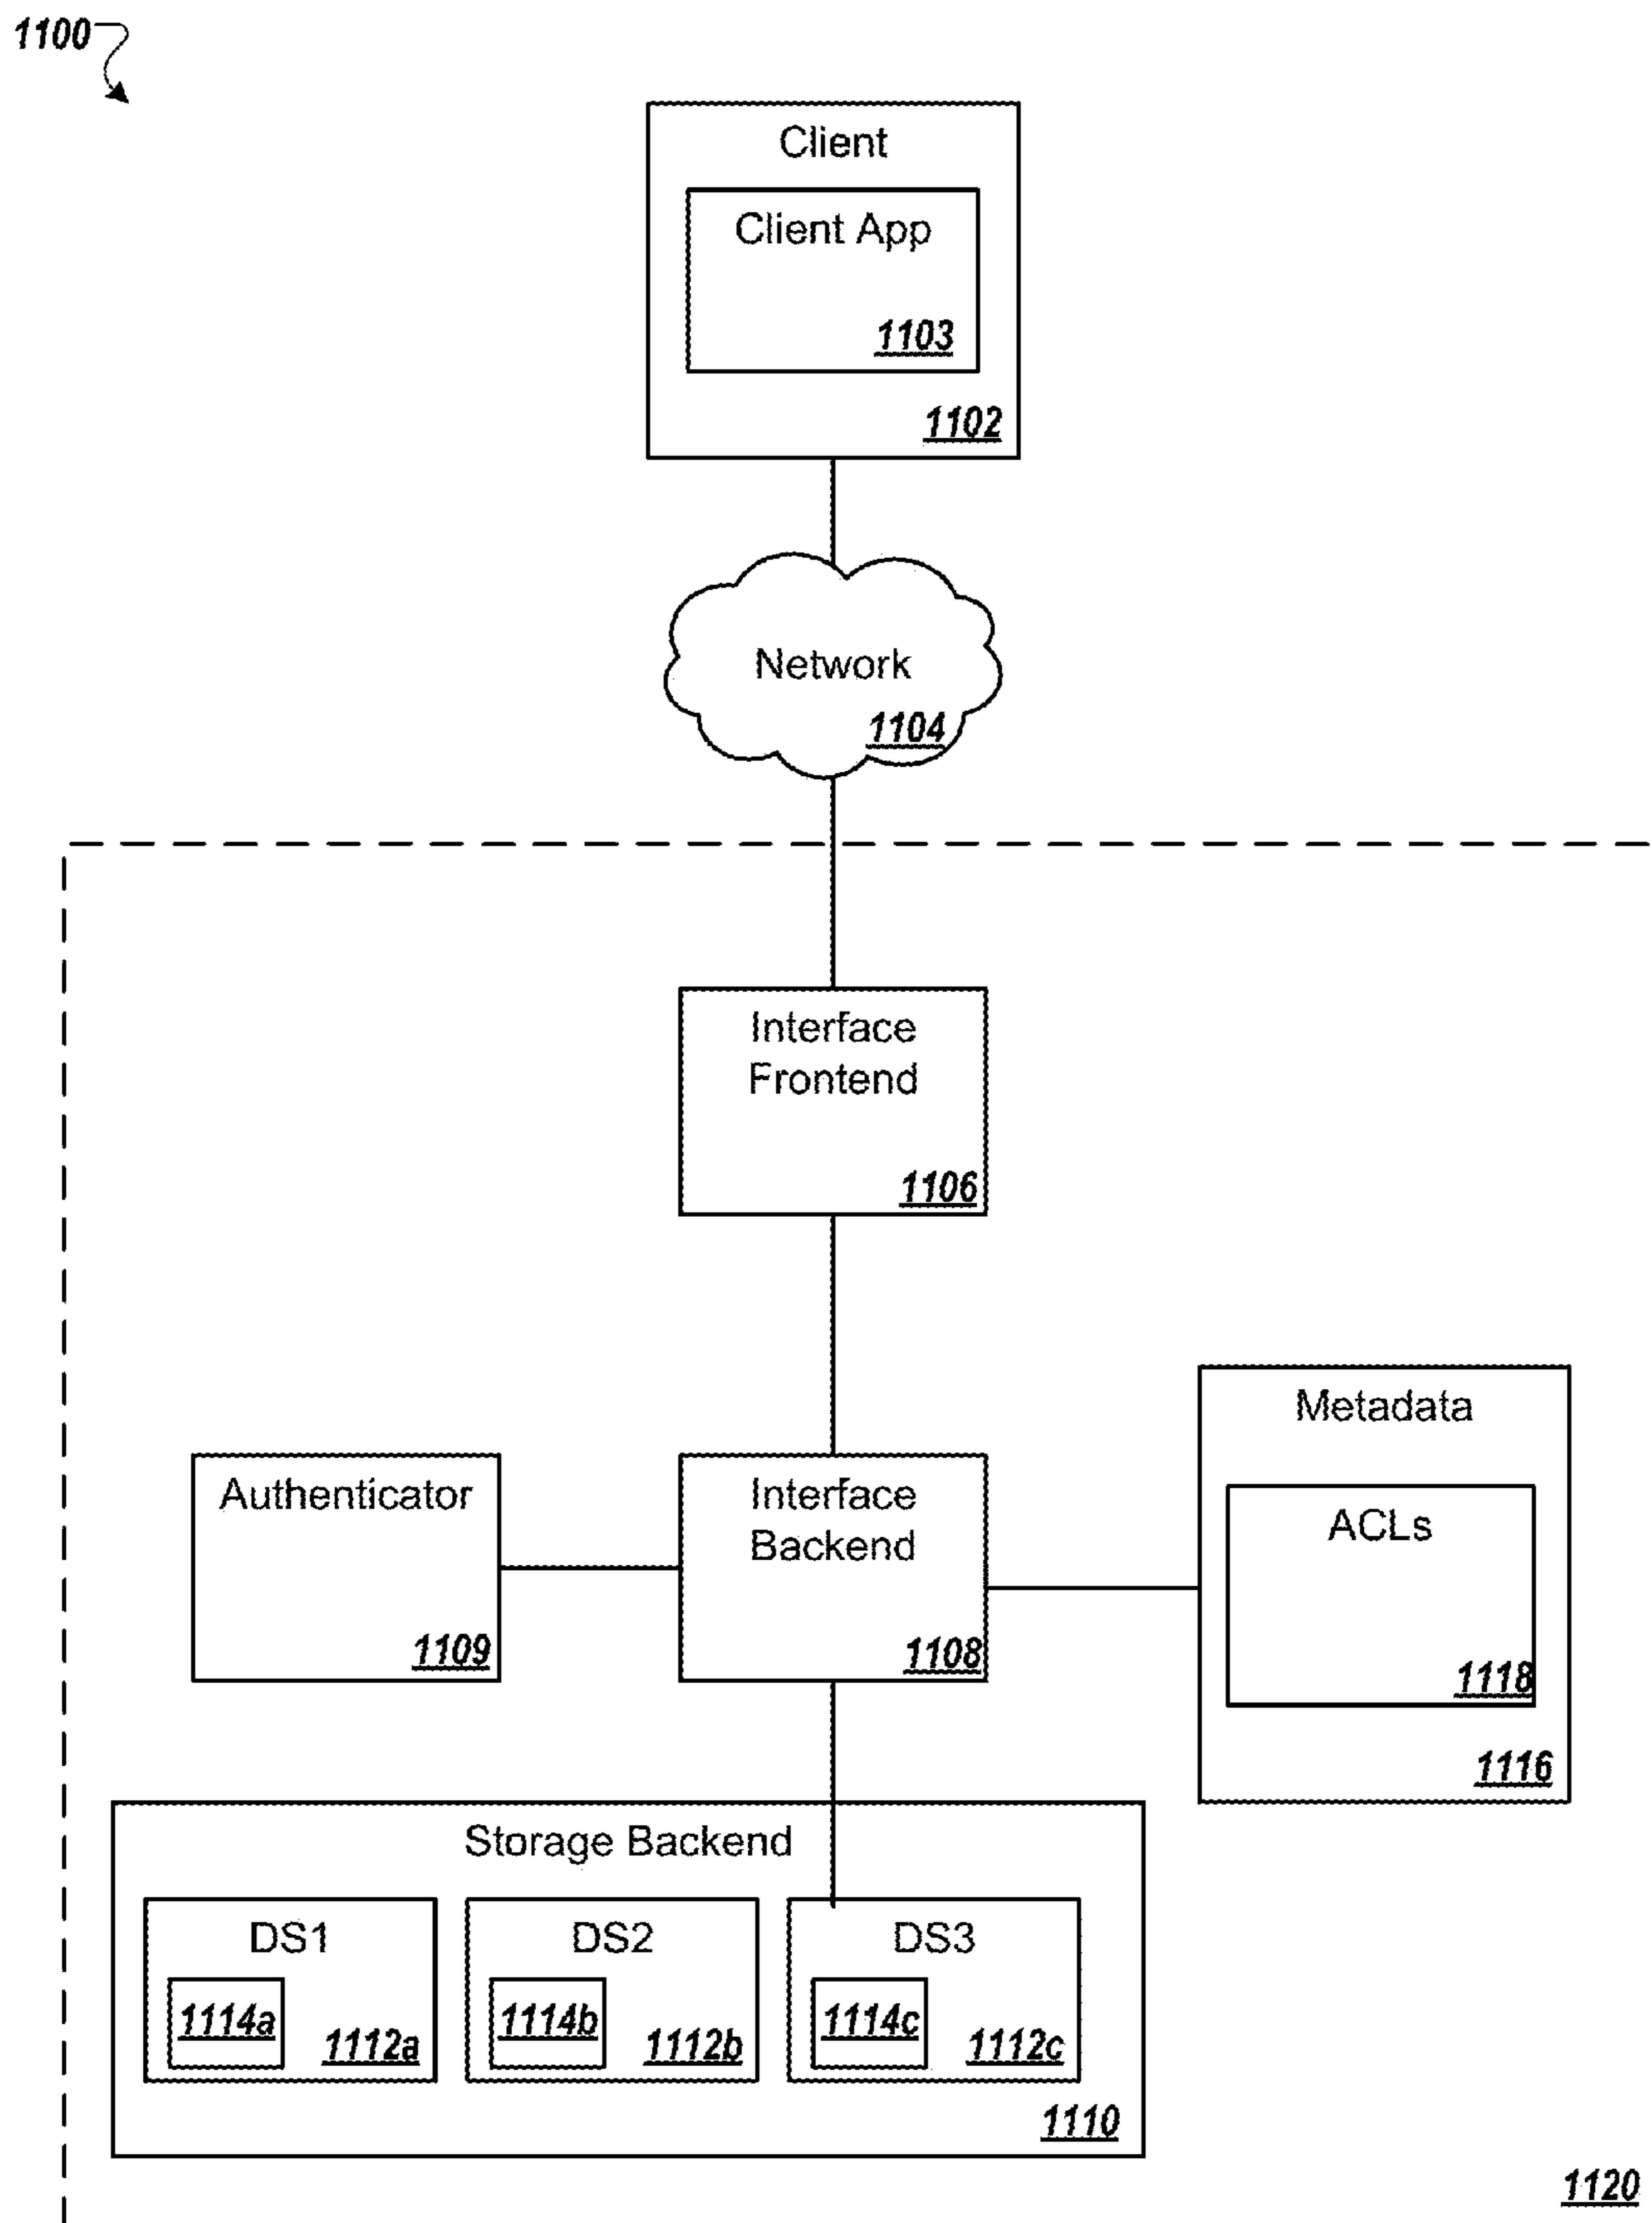 1100
Client
Client App
1103
1102
Network
1104
Interface
Frontend
1106
Metadata
Authenticator
Interface
Backend
ACLs
1109
1108
1118
1116
Storage Backend
DS1
DS2
DS3
1114a
1112a
1114b
1112b
1114c
1112c
1110
1120